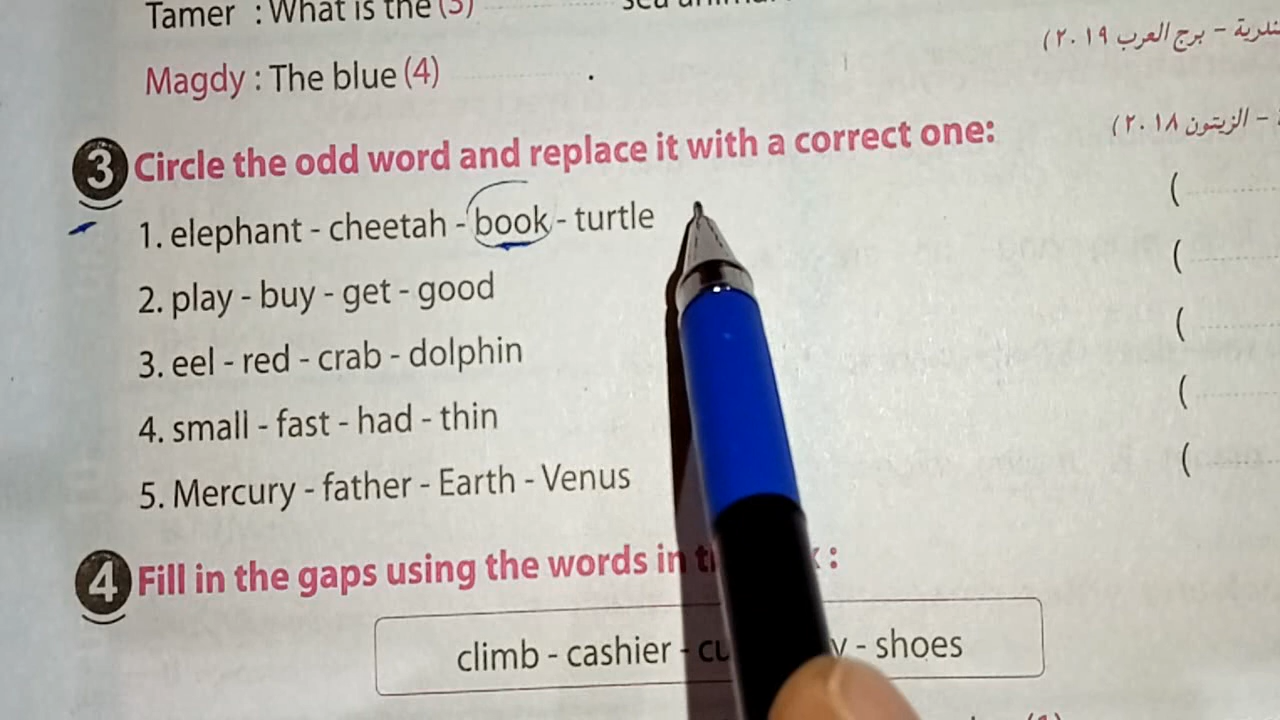 Tamer : What is the (3)
Magdy : The blue (4) .
برج العرب ٢٠١٩)
- الزيتون ٢٠١٨)
3 Circle the odd word and replace it with a correct one:
1. elephant - cheetah - book - turtle (
2. play - buy - get - good (
3. eel - red - crab - dolphin (
4. small - fast - had - thin (
5. Mercury - father - Earth - Venus (
4 Fill in the gaps using the words in :
climb - cashier - - shoes